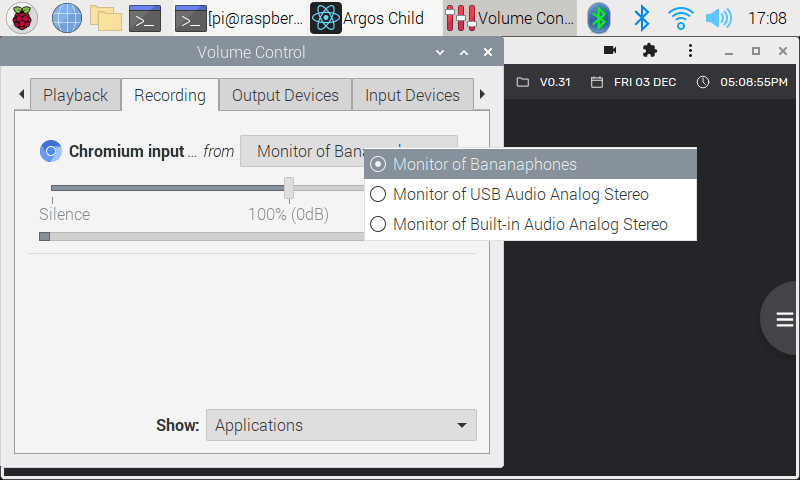 [pi@raspber... Argos Child Volume Con... 17:08
Volume Control
V0.31 FRI 03 DEC 05:08:55PM
Playback Recording Output Devices Input Devices
Chromium input ... from Monitor of Bana
Monitor of Bananaphones
Monitor of USB Audio Analog Stereo
Monitor of Built-in Audio Analog Stereo
Silence 100% (0dB)
Show: Applications